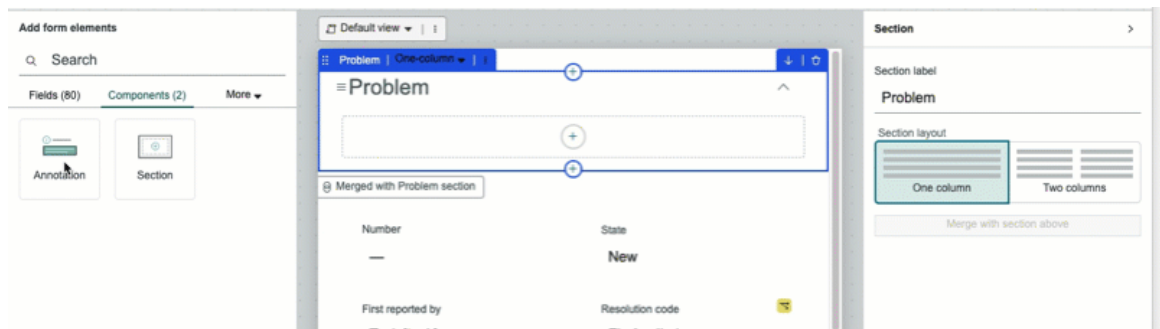 Add form elements
Search
Fields (80)
Components (2)
More
Annotation
Section
Default view
Problem | One-column
Problem
Merged with Problem section
Number
State
—
New
First reported by
Resolution code
Section
Section label
Problem
Section layout
One column
Two columns
Merge with section above